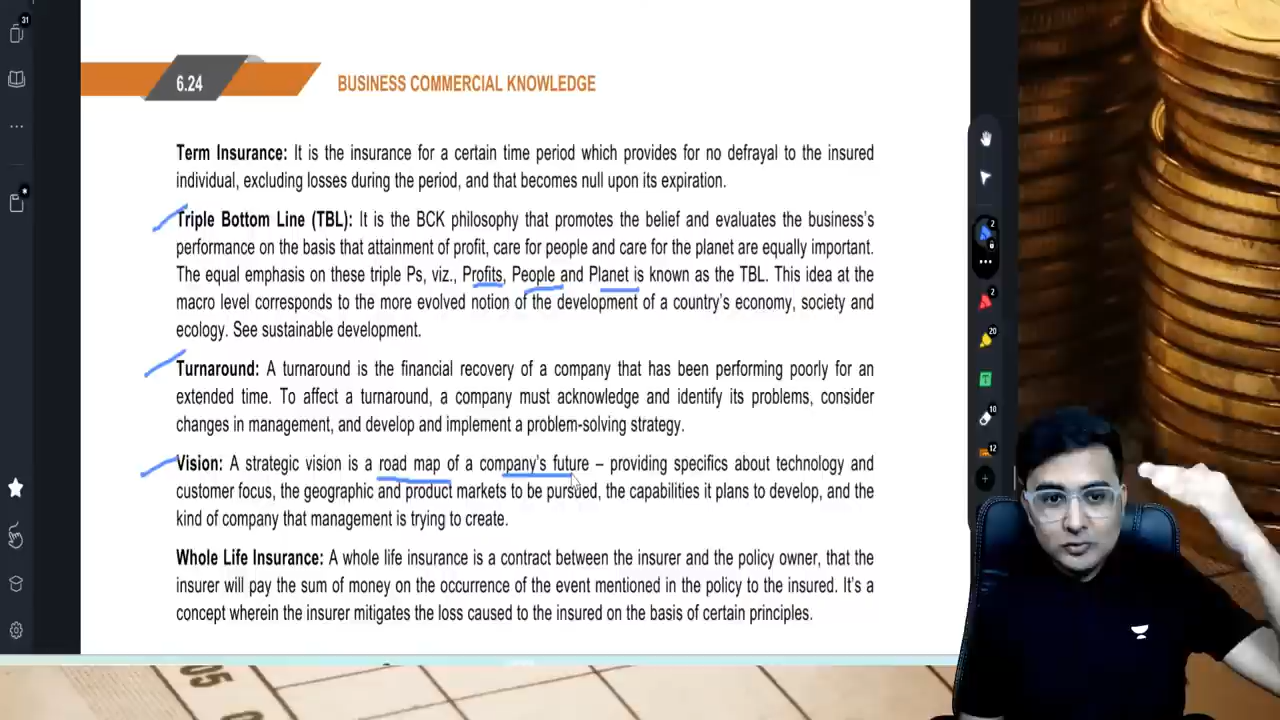 31
6.24
BUSINESS COMMERCIAL KNOWLEDGE
Term Insurance: It is the insurance for a certain time period which provides for no defrayal to the insured
individual, excluding losses during the period, and that becomes null upon its expiration.
2
Triple Bottom Line (TBL): It is the BCK philosophy that promotes the belief and evaluates the business's
performance on the basis that attainment of profit, care for people and care for the planet are equally important.
The equal emphasis on these triple Ps, viz., Profits, People and Planet is known as the TBL. This idea at the
2
macro level corresponds to the more evolved notion of the development of a country's economy, society and
ecology. See sustainable development.
20
Turnaround: A turnaround is the financial recovery of a company that has been performing poorly for an
T
extended time. To affect a turnaround, a company must acknowledge and identify its problems, consider
10
changes in management, and develop and implement a problem-solving strategy.
12
Vision: A strategic vision is a road map of a company's future – providing specifics about technology and
customer focus, the geographic and product markets to be pursued, the capabilities it plans to develop, and the
kind of company that management is trying to create.
Whole Life Insurance: A whole life insurance is a contract between the insurer and the policy owner, that the
insurer will pay the sum of money on the occurrence of the event mentioned in the policy to the insured. It's a
concept wherein the insurer mitigates the loss caused to the insured on the basis of certain principles.
05